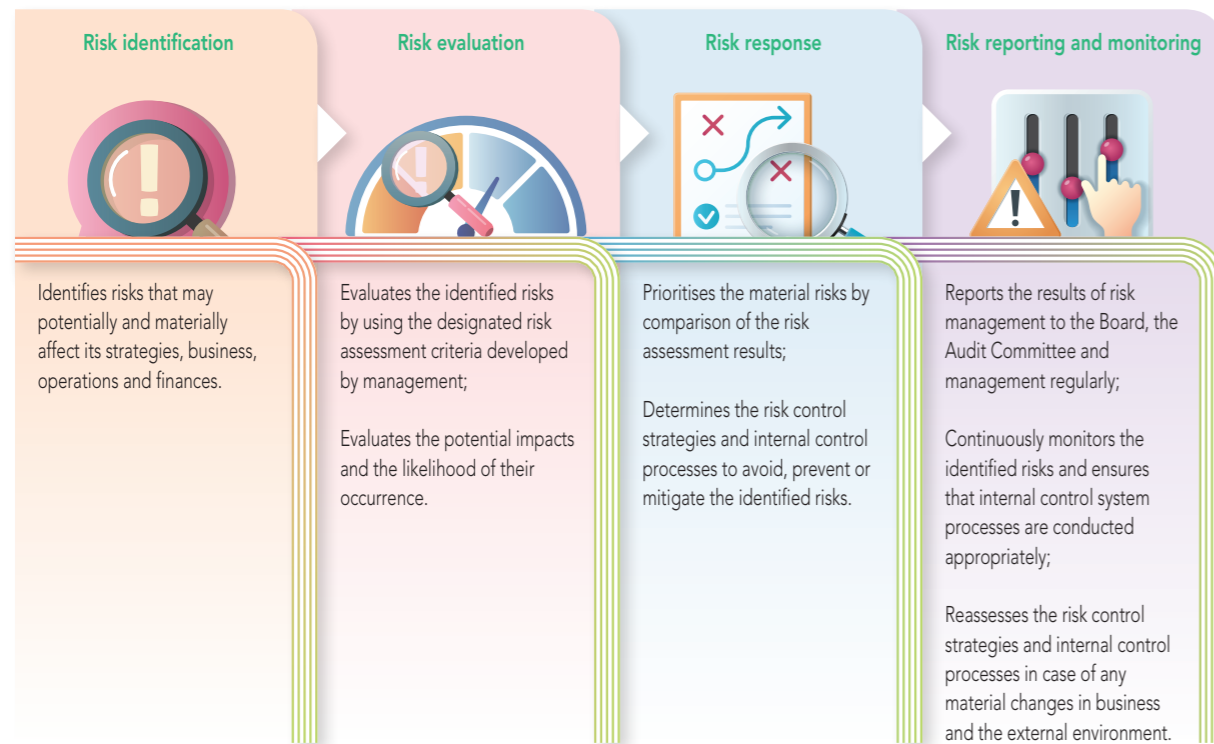 Risk identification
Identifies risks that may
potentially and materially
affect its strategies, business,
operations and finances.
Risk evaluation
Evaluates the identified risks
by using the designated risk
assessment criteria developed
by management;
Evaluates the potential impacts
and the likelihood of their
occurrence.
Risk response
Prioritises the material risks by
comparison of the risk
assessment results;
Determines the risk control
strategies and internal control
processes to avoid, prevent or
mitigate the identified risks.
Risk reporting and monitoring
Reports the results of risk
management to the Board, the
Audit Committee and
management regularly;
Continuously monitors the
identified risks and ensures
that internal control system
processes are conducted
appropriately;
Reassesses the risk control
strategies and internal control
processes in case of any
material changes in business
and the external environment.